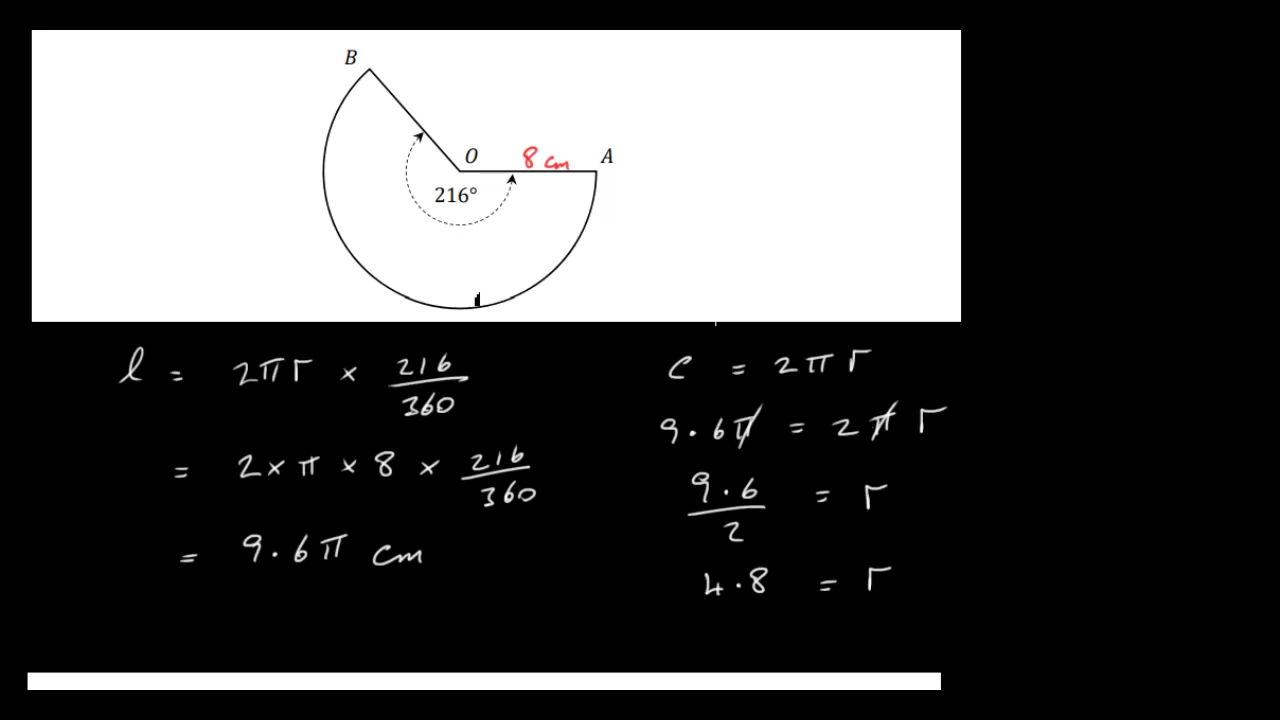 B
O 8 cm A
216°
l = 2πr × 216/360
= 2 × π × 8 × 216/360
= 9.6π cm
c = 2πr
9.6π = 2πr
9.6/2 = r
4.8 = r